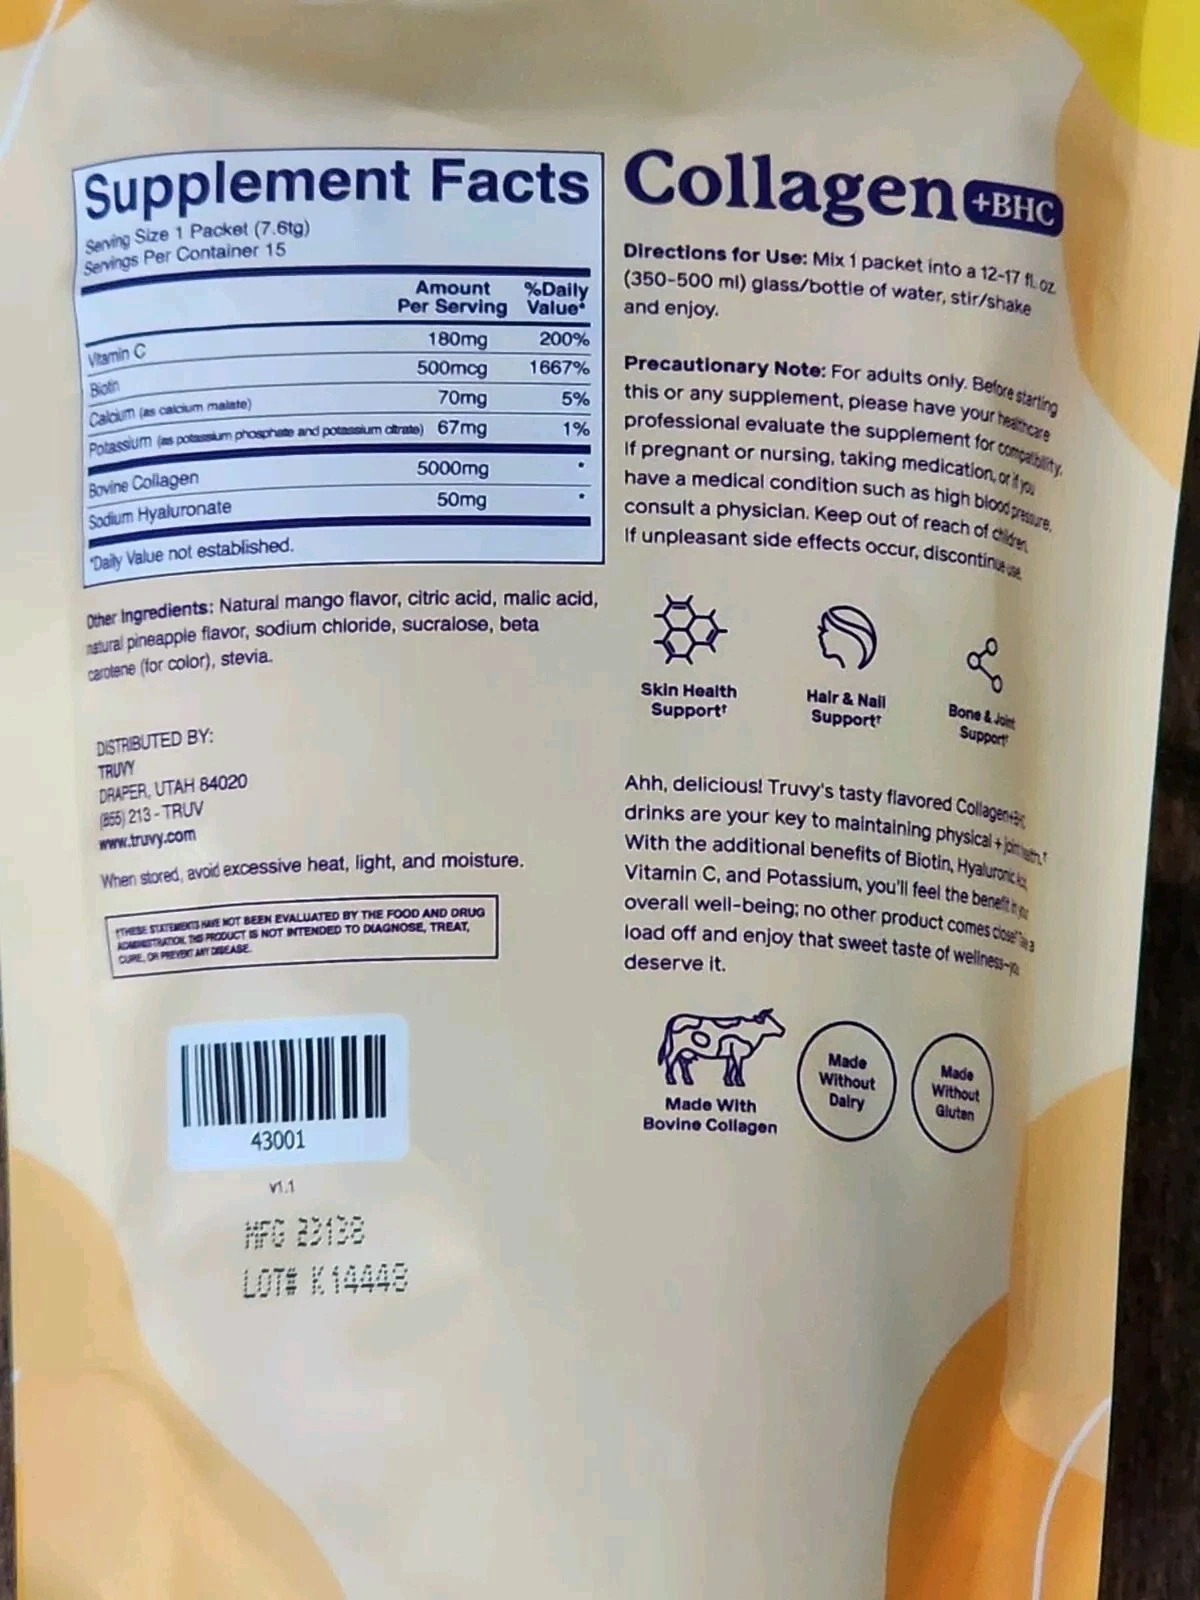 Supplement Facts
Serving Size 1 Packet (7.6tg)
Servings Per Container 15
Amount Per Serving %Daily Value*
Vitamin C 180mg 200%
Biotin 500mcg 1667%
Calcium (as calcium malate) 70mg 5%
Potassium (as potassium phosphate and potassium citrate) 67mg 1%
Bovine Collagen 5000mg *
Sodium Hyaluronate 50mg *
*Daily Value not established.
Other Ingredients: Natural mango flavor, citric acid, malic acid,
natural pineapple flavor, sodium chloride, sucralose, beta
carotene (for color), stevia.
DISTRIBUTED BY:
TRUVY
DRAPER, UTAH 84020
(855) 213-TRUV
www.truvy.com
When stored, avoid excessive heat, light, and moisture.
†THESE STATEMENTS HAVE NOT BEEN EVALUATED BY THE FOOD AND DRUG
ADMINISTRATION. THIS PRODUCT IS NOT INTENDED TO DIAGNOSE, TREAT,
CURE, OR PREVENT ANY DISEASE.
43001
v1.1
MFG 23138
LOT# K14448
Collagen +BHC
Directions for Use: Mix 1 packet into a 12-17 fl. oz.
(350-500 ml) glass/bottle of water, stir/shake
and enjoy.
Precautionary Note: For adults only. Before starting
this or any supplement, please have your healthcare
professional evaluate the supplement for compatibility.
If pregnant or nursing, taking medication, or if you
have a medical condition such as high blood pressure,
consult a physician. Keep out of reach of children.
If unpleasant side effects occur, discontinue use.
Skin Health
Support†
Hair & Nail
Support†
Bone & Joint
Support†
Ahh, delicious! Truvy's tasty flavored Collagen+BHC
drinks are your key to maintaining physical + joint health.†
With the additional benefits of Biotin, Hyaluronic Acid,
Vitamin C, and Potassium, you'll feel the benefit in your
overall well-being; no other product comes close! Take a
load off and enjoy that sweet taste of wellness-you
deserve it.
Made With
Bovine Collagen
Made
Without
Dairy
Made
Without
Gluten